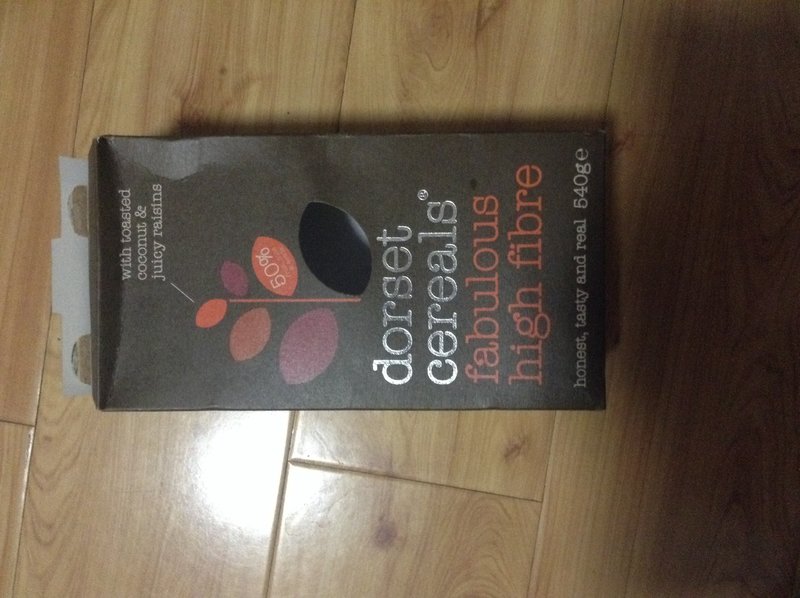 with toasted
coconut &
juicy raisins
50%
dorset
cereals®
fabulous
high fibre
honest, tasty and real 540g℮